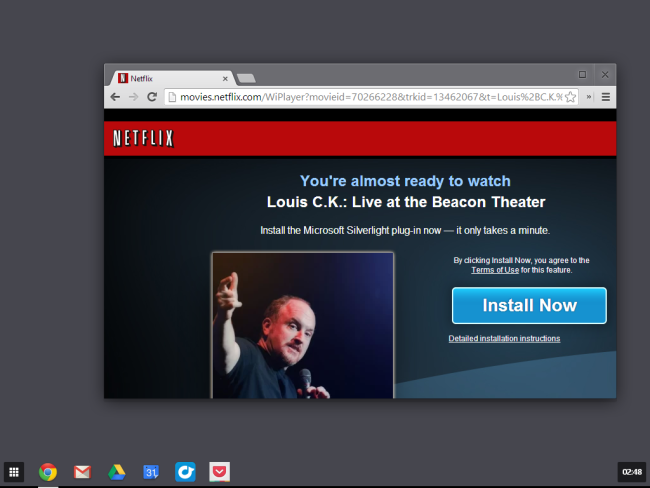 N Netflix
movies.netflix.com/WiPlayer?movieid=70266228&trkid=13462067&t=Louis%2BC.K.%
NETFLIX
You're almost ready to watch
Louis C.K.: Live at the Beacon Theater
Install the Microsoft Silverlight plug-in now — it only takes a minute.
By clicking Install Now, you agree to the
Terms of Use for this feature.
Install Now
Detailed installation instructions
31
02:48